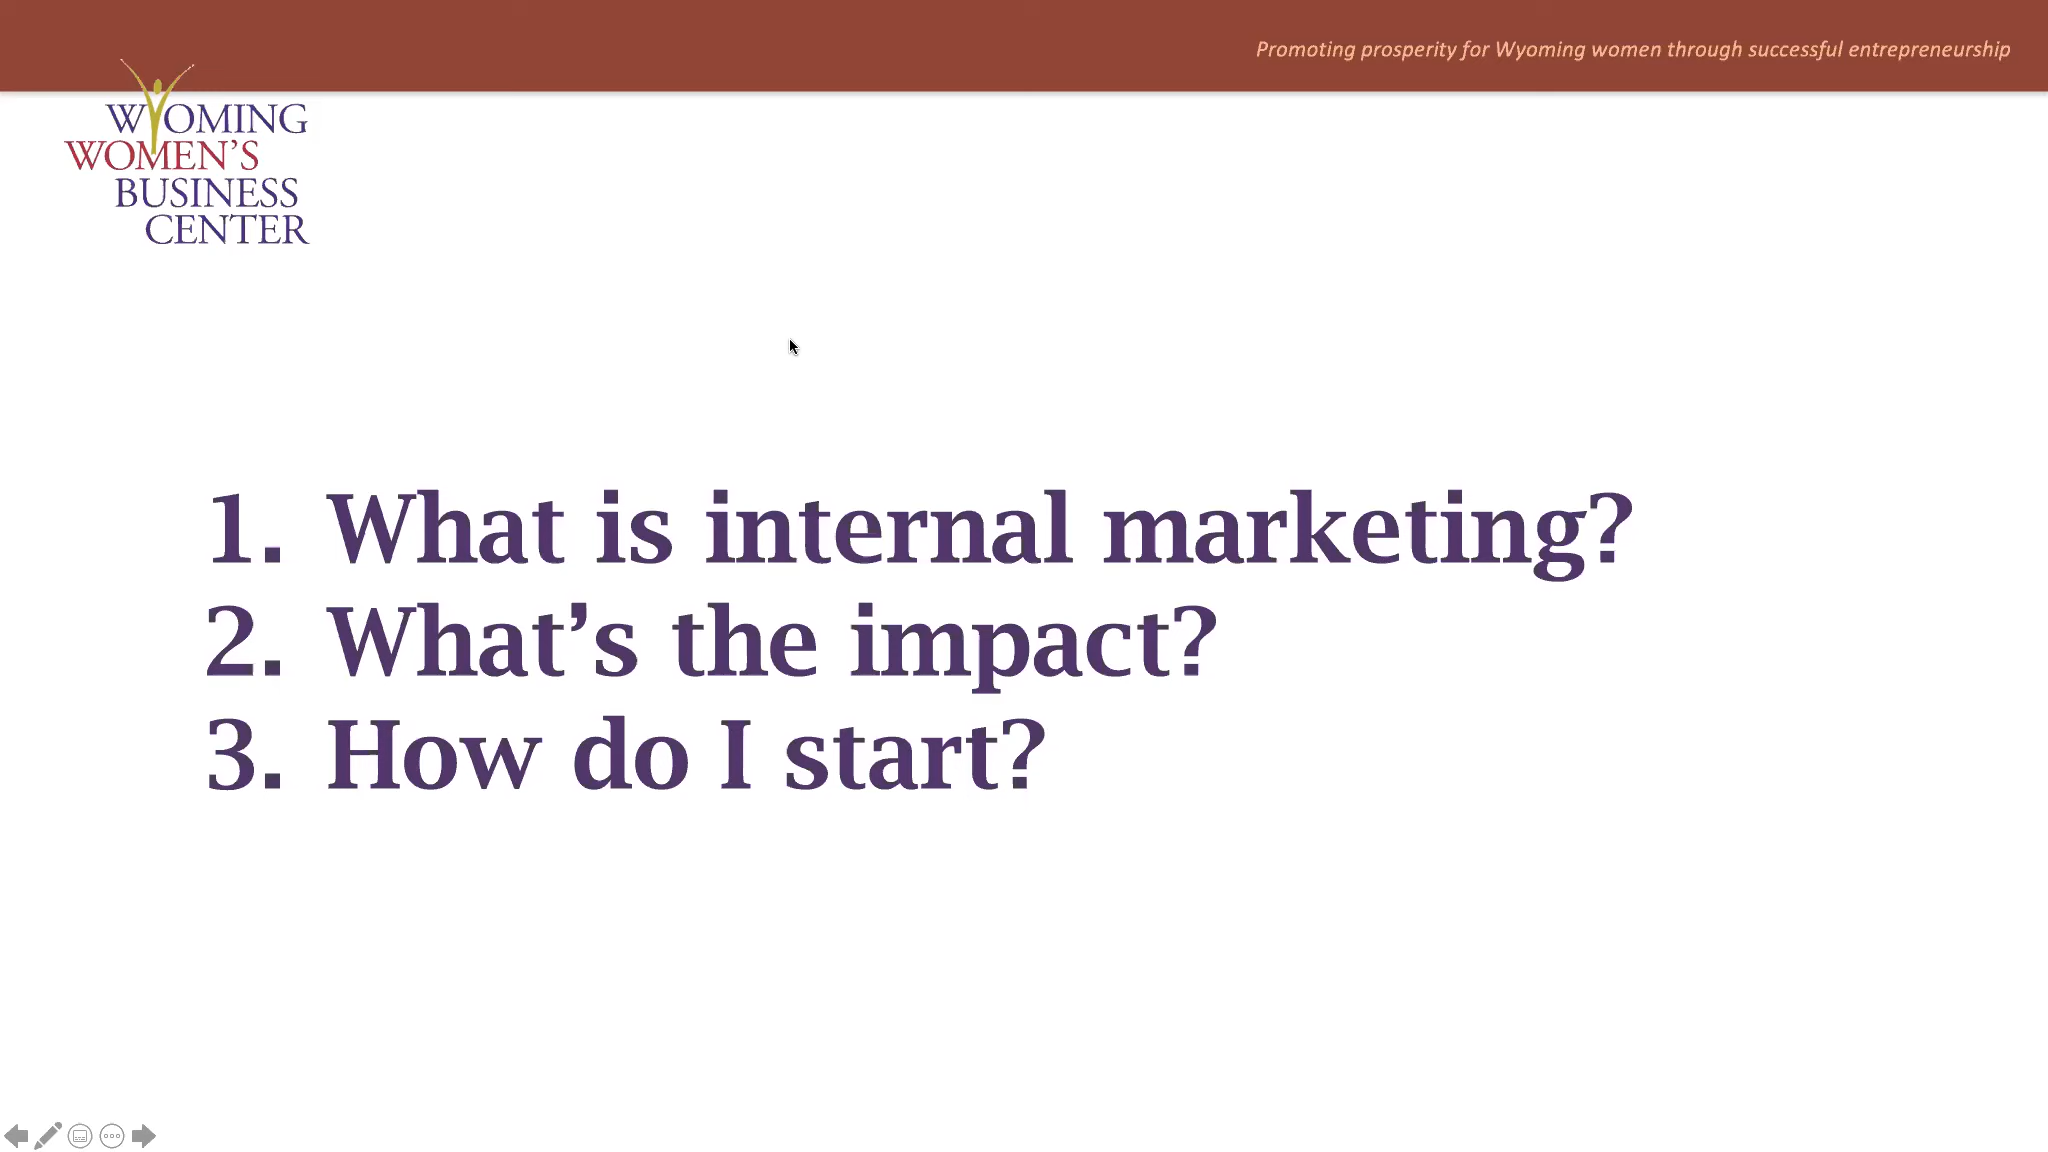 Promoting prosperity for Wyoming women through successful entrepreneurship
WYOMING
WOMEN'S
BUSINESS
CENTER
1. What is internal marketing?
2. What’s the impact?
3. How do I start?